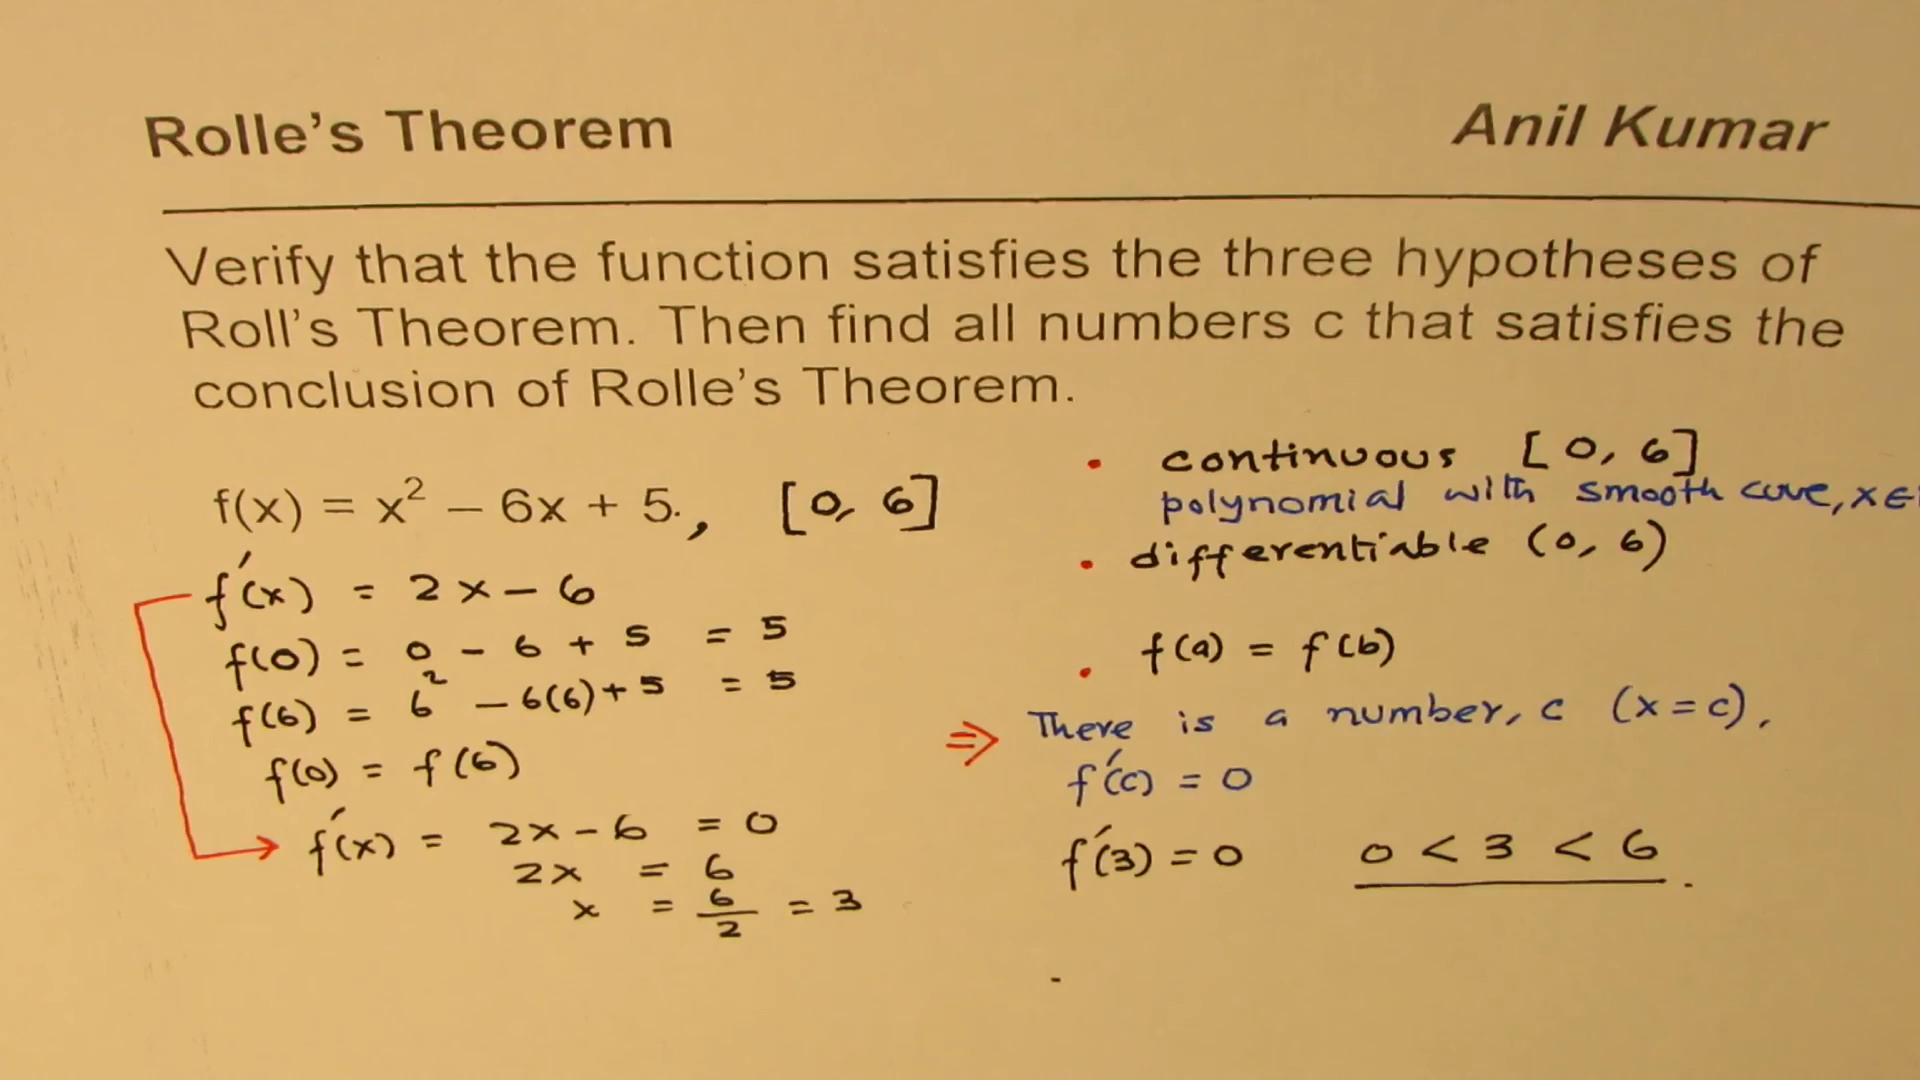 Rolle's Theorem
Anil Kumar
Verify that the function satisfies the three hypotheses of
Roll's Theorem. Then find all numbers c that satisfies the
conclusion of Rolle's Theorem.
f(x) = x² – 6x + 5., [0, 6]
f'(x) = 2x – 6
f(0) = 0 – 6 + 5 = 5
f(6) = 6² – 6(6) + 5 = 5
f(0) = f(6)
f'(x) = 2x – 6 = 0
2x = 6
x = 6/2 = 3
• continuous [0, 6]
polynomial with smooth cuve, x ∈
• differentiable (0, 6)
• f(a) = f(b)
⇒ There is a number, c (x = c),
f'(c) = 0
f'(3) = 0 0 < 3 < 6.